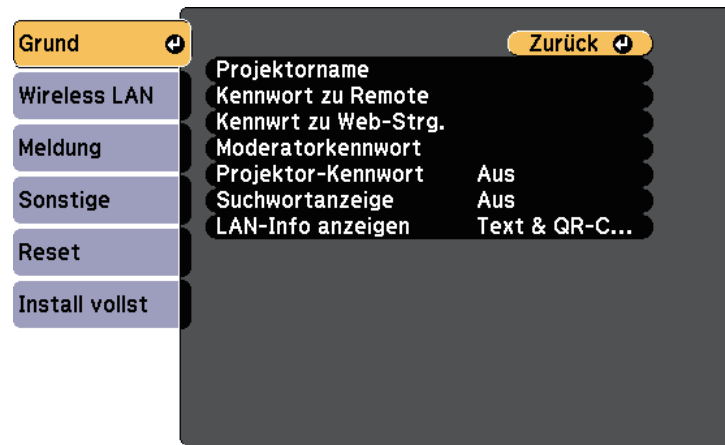 Grund
Wireless LAN
Meldung
Sonstige
Reset
Install vollst
Zurück
Projektorname
Kennwort zu Remote
Kennwrt zu Web-Strg.
Moderatorkennwort
Projektor-Kennwort Aus
Suchwortanzeige Aus
LAN-Info anzeigen Text & QR-C...